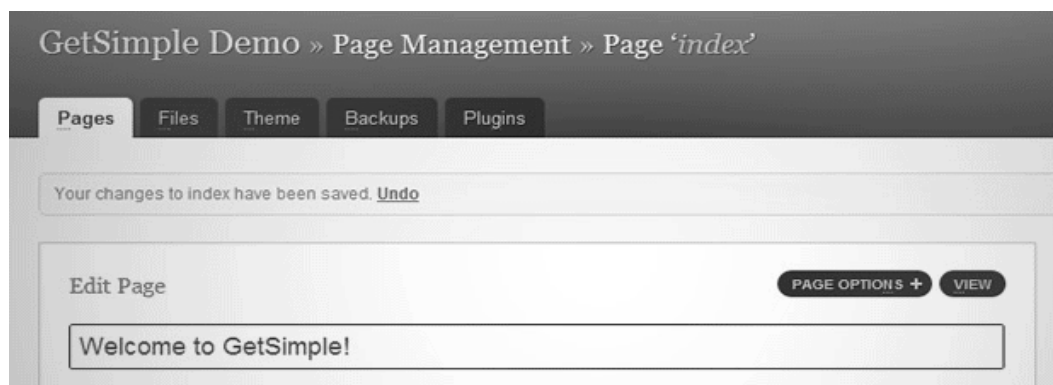 GetSimple Demo » Page Management » Page ‘index’
Pages Files Theme Backups Plugins
Your changes to index have been saved. Undo
Edit Page PAGE OPTIONS + VIEW
Welcome to GetSimple!